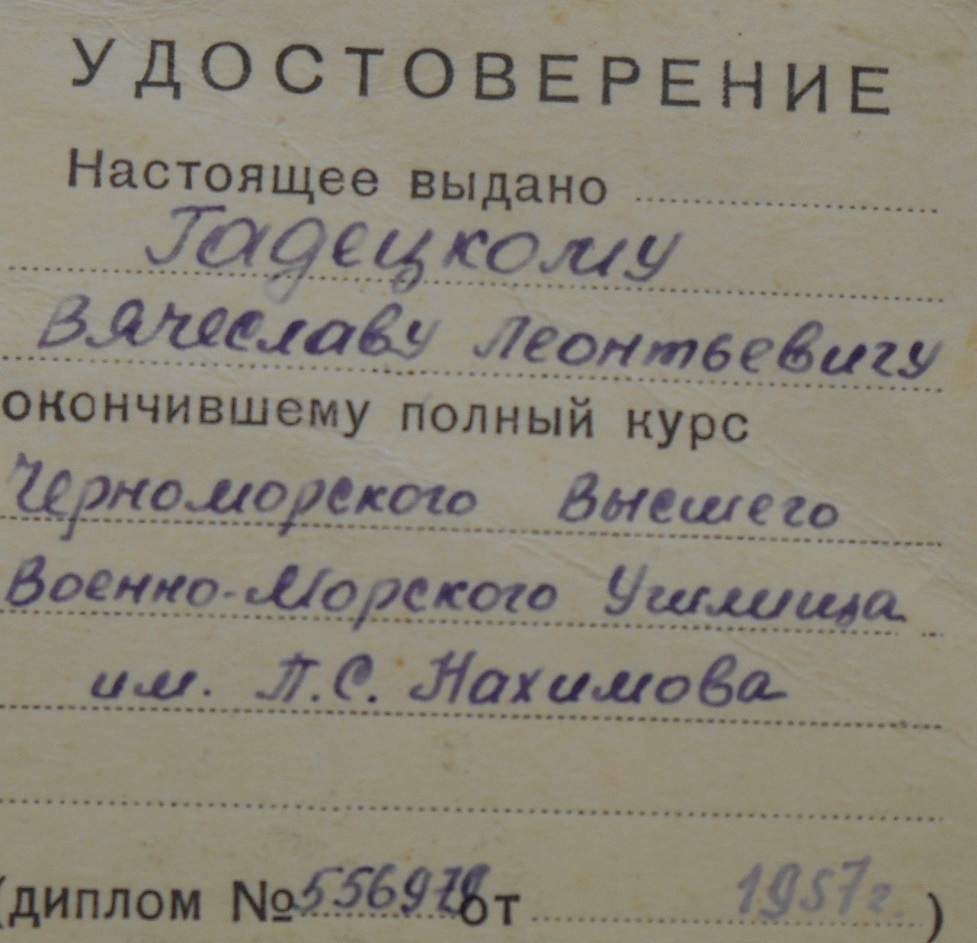 УДОСТОВЕРЕНИЕ
Настоящее выдано
Гадецкому
Вячеславу Леонтьевичу
окончившему полный курс
Черноморского Высшего
Военно-Морского Училища
им. П.С. Нахимова
(диплом № от 1957г.)